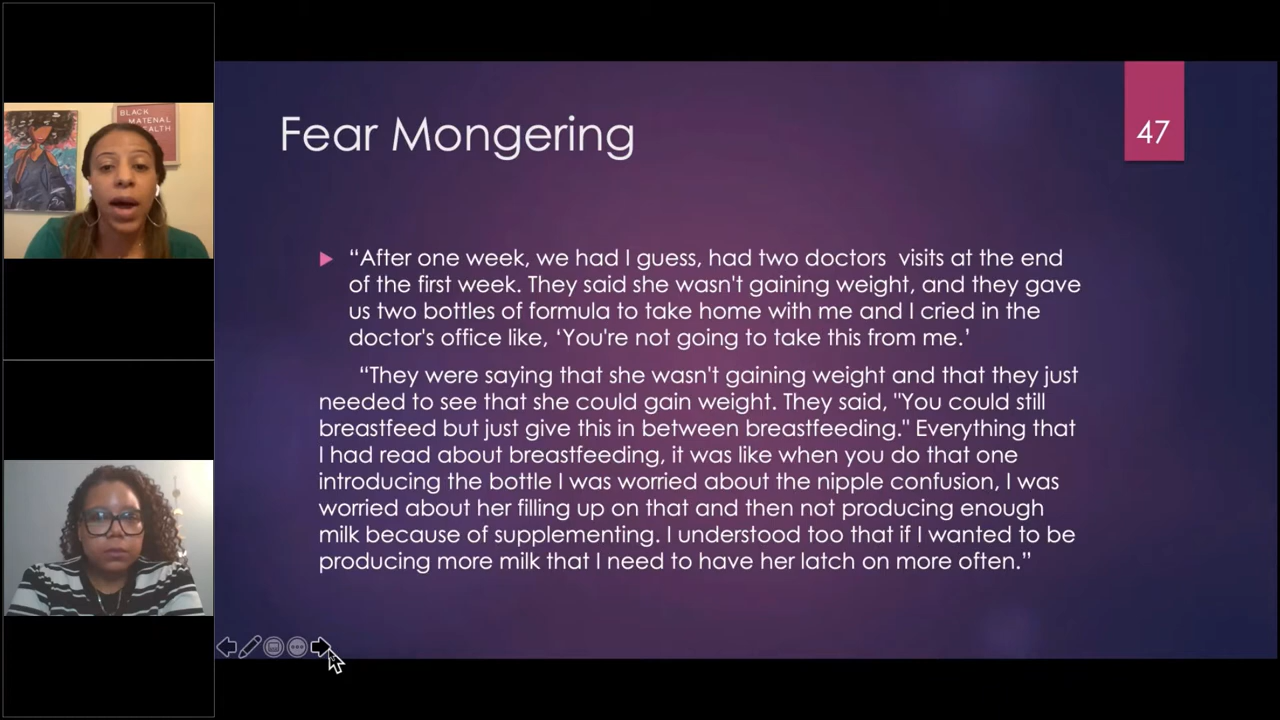 BLACK
MATENAL
HEALTH
Fear Mongering
47
“After one week, we had I guess, had two doctors visits at the end
of the first week. They said she wasn't gaining weight, and they gave
us two bottles of formula to take home with me and I cried in the
doctor's office like, ‘You're not going to take this from me.’
“They were saying that she wasn't gaining weight and that they just
needed to see that she could gain weight. They said, "You could still
breastfeed but just give this in between breastfeeding." Everything that
I had read about breastfeeding, it was like when you do that one
introducing the bottle I was worried about the nipple confusion, I was
worried about her filling up on that and then not producing enough
milk because of supplementing. I understood too that if I wanted to be
producing more milk that I need to have her latch on more often.”